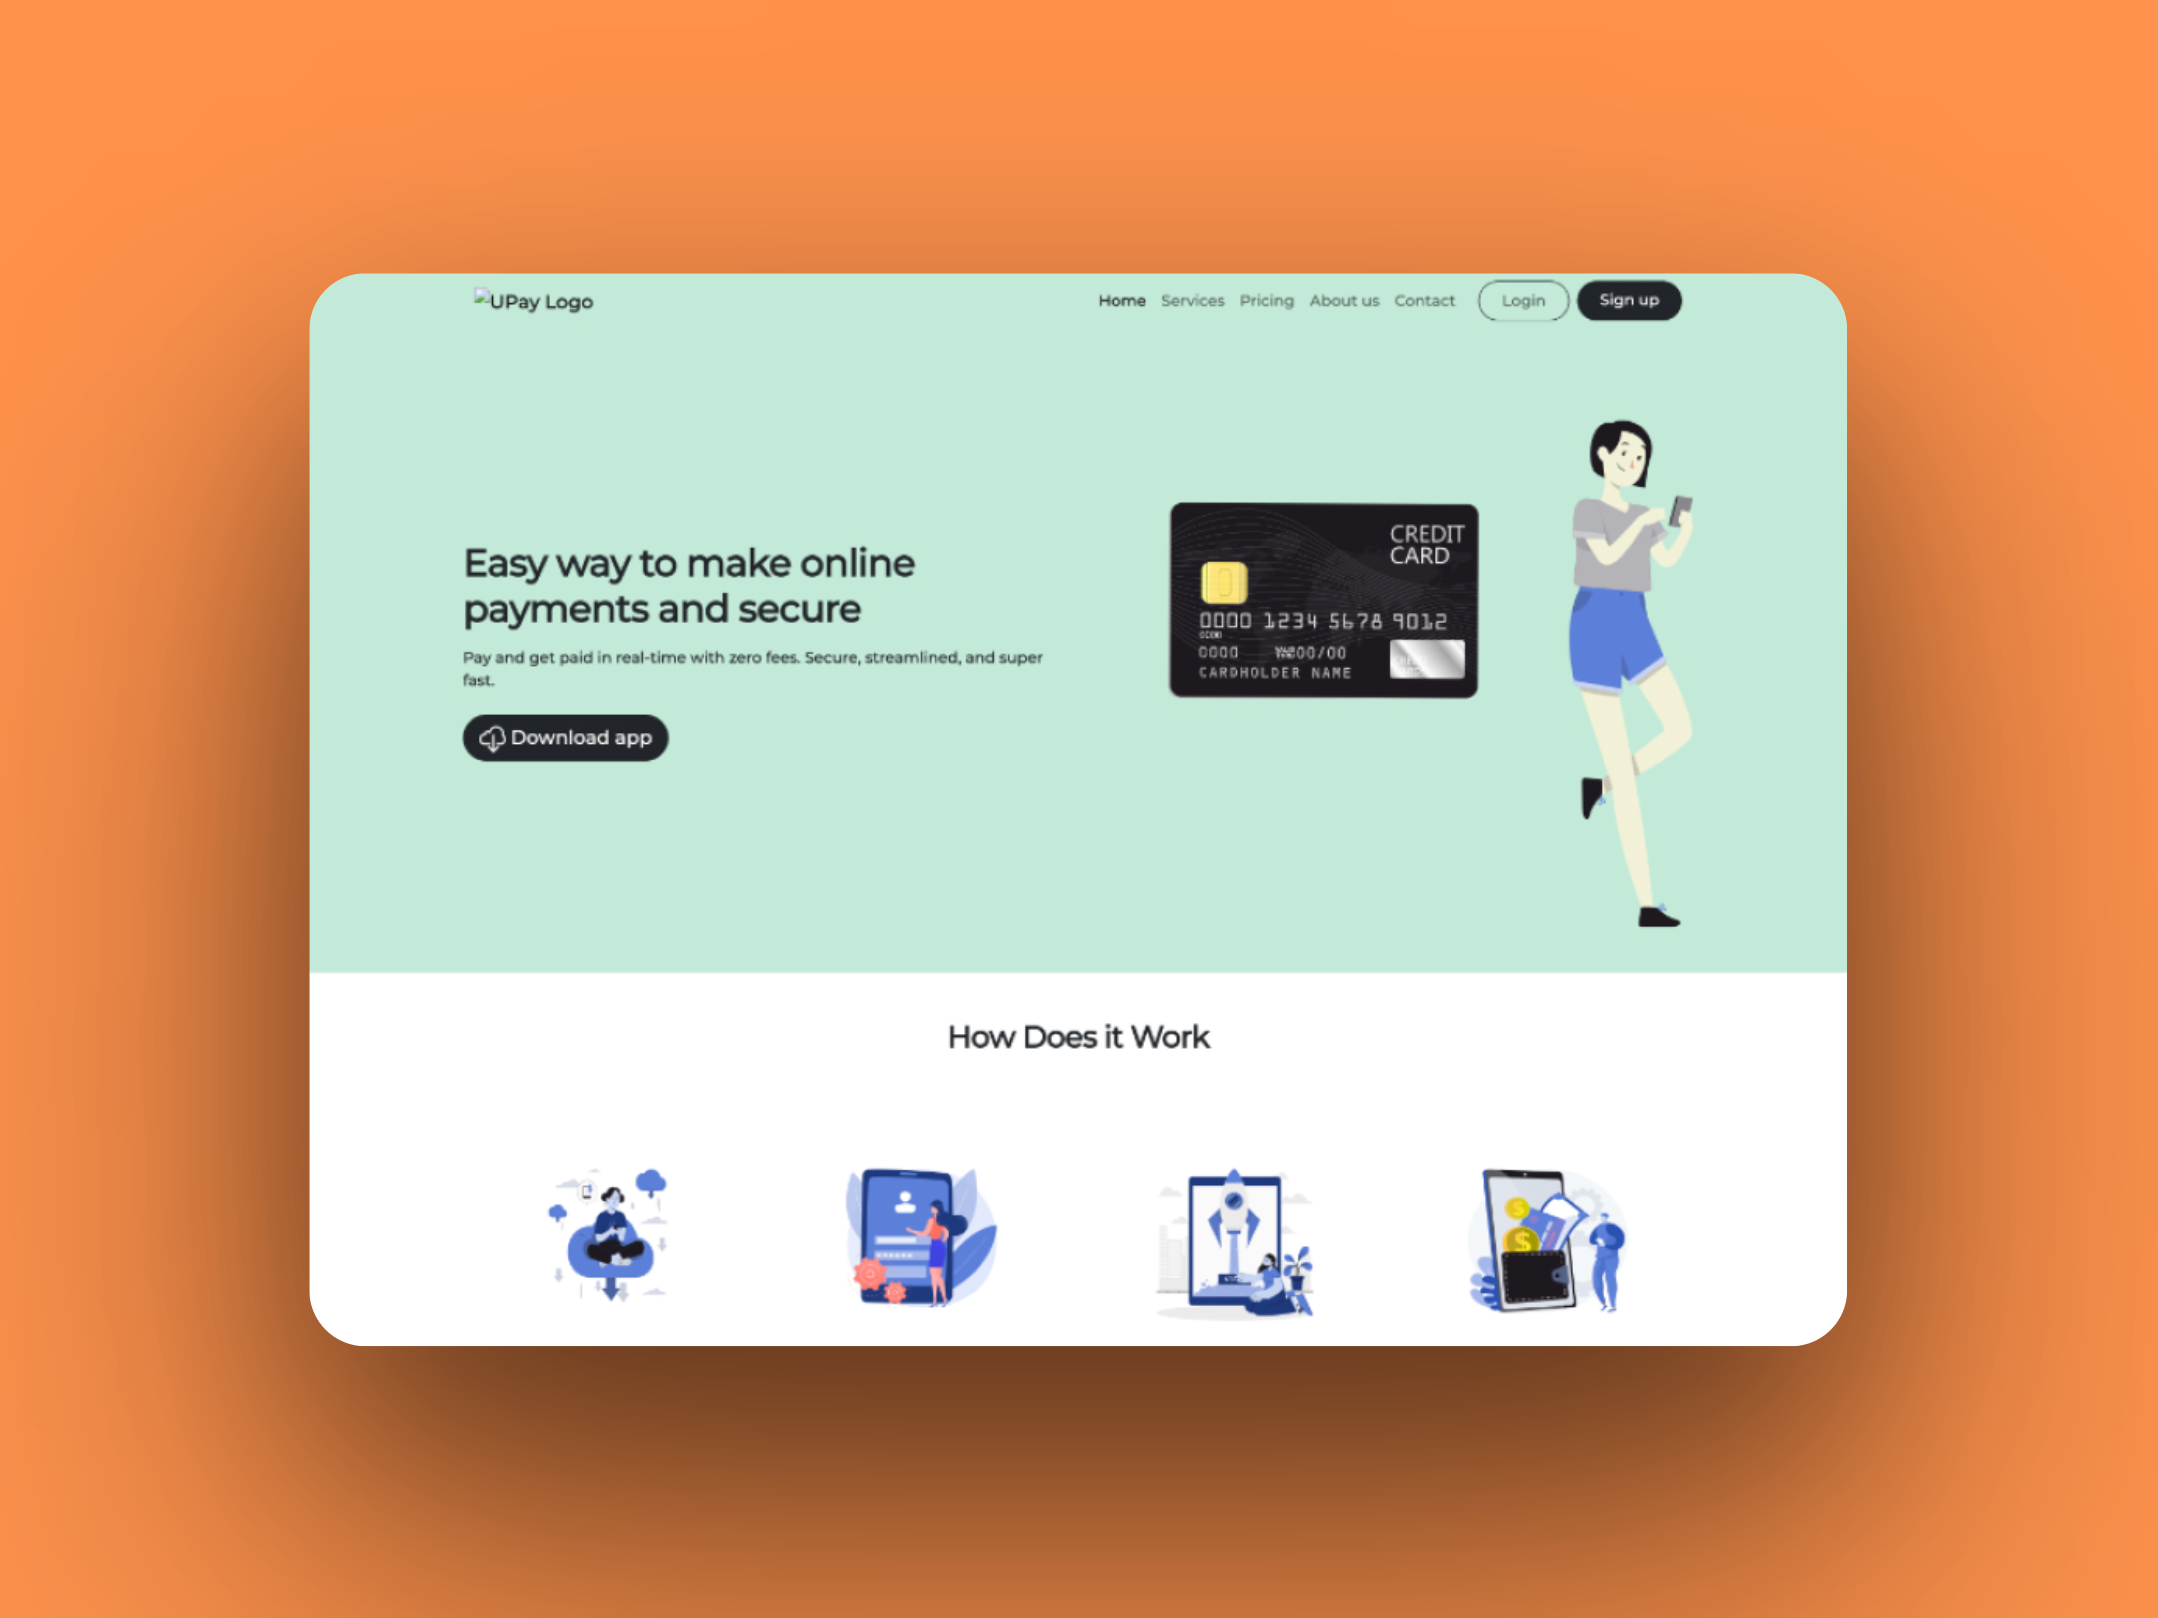 UPay Logo
Home Services Pricing About us Contact Login Sign up
Easy way to make online
payments and secure
Pay and get paid in real-time with zero fees. Secure, streamlined, and super
fast.
Download app
CREDIT
CARD
0000 1234 5678 9012
0000
0000 00/00
CARDHOLDER NAME
How Does it Work